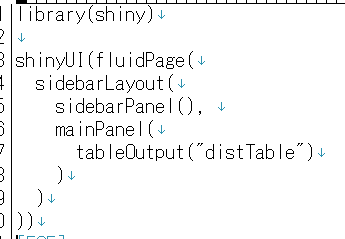 library(shiny)↓
↓
shinyUI(fluidPage(↓
  sidebarLayout(↓
    sidebarPanel(), ↓
    mainPanel(↓
      tableOutput("distTable")↓
    )↓
  )↓
))↓